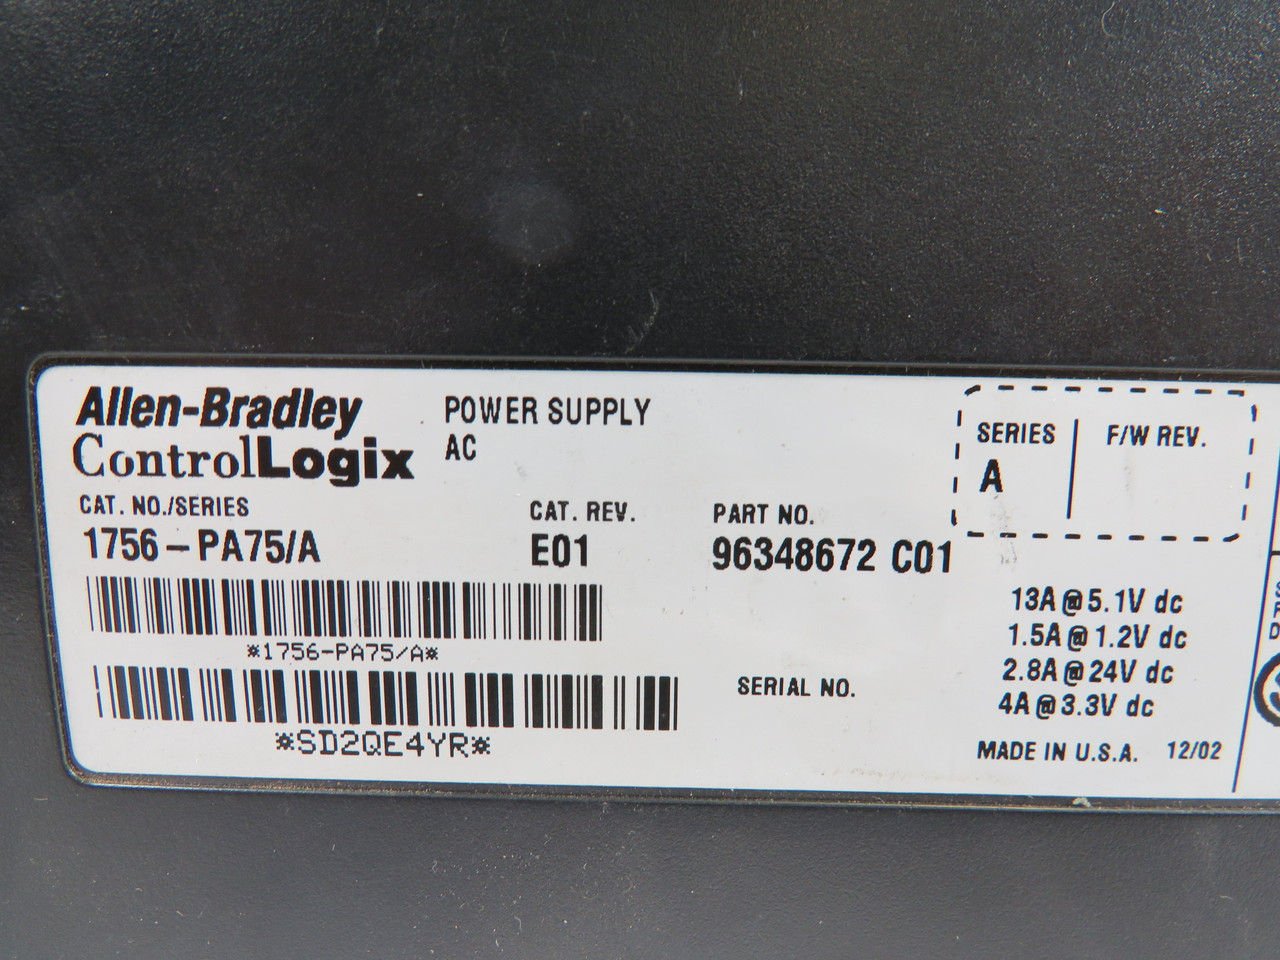 Allen-Bradley
ControlLogix
POWER SUPPLY
AC
CAT. NO./SERIES
1756-PA75/A
CAT. REV.
E01
PART NO.
96348672 C01
SERIES
A
F/W REV.
*1756-PA75/A*
*SD2QE4YR*
SERIAL NO.
13A@5.1V dc
1.5A@1.2V dc
2.8A@24V dc
4A@3.3V dc
MADE IN U.S.A. 12/02